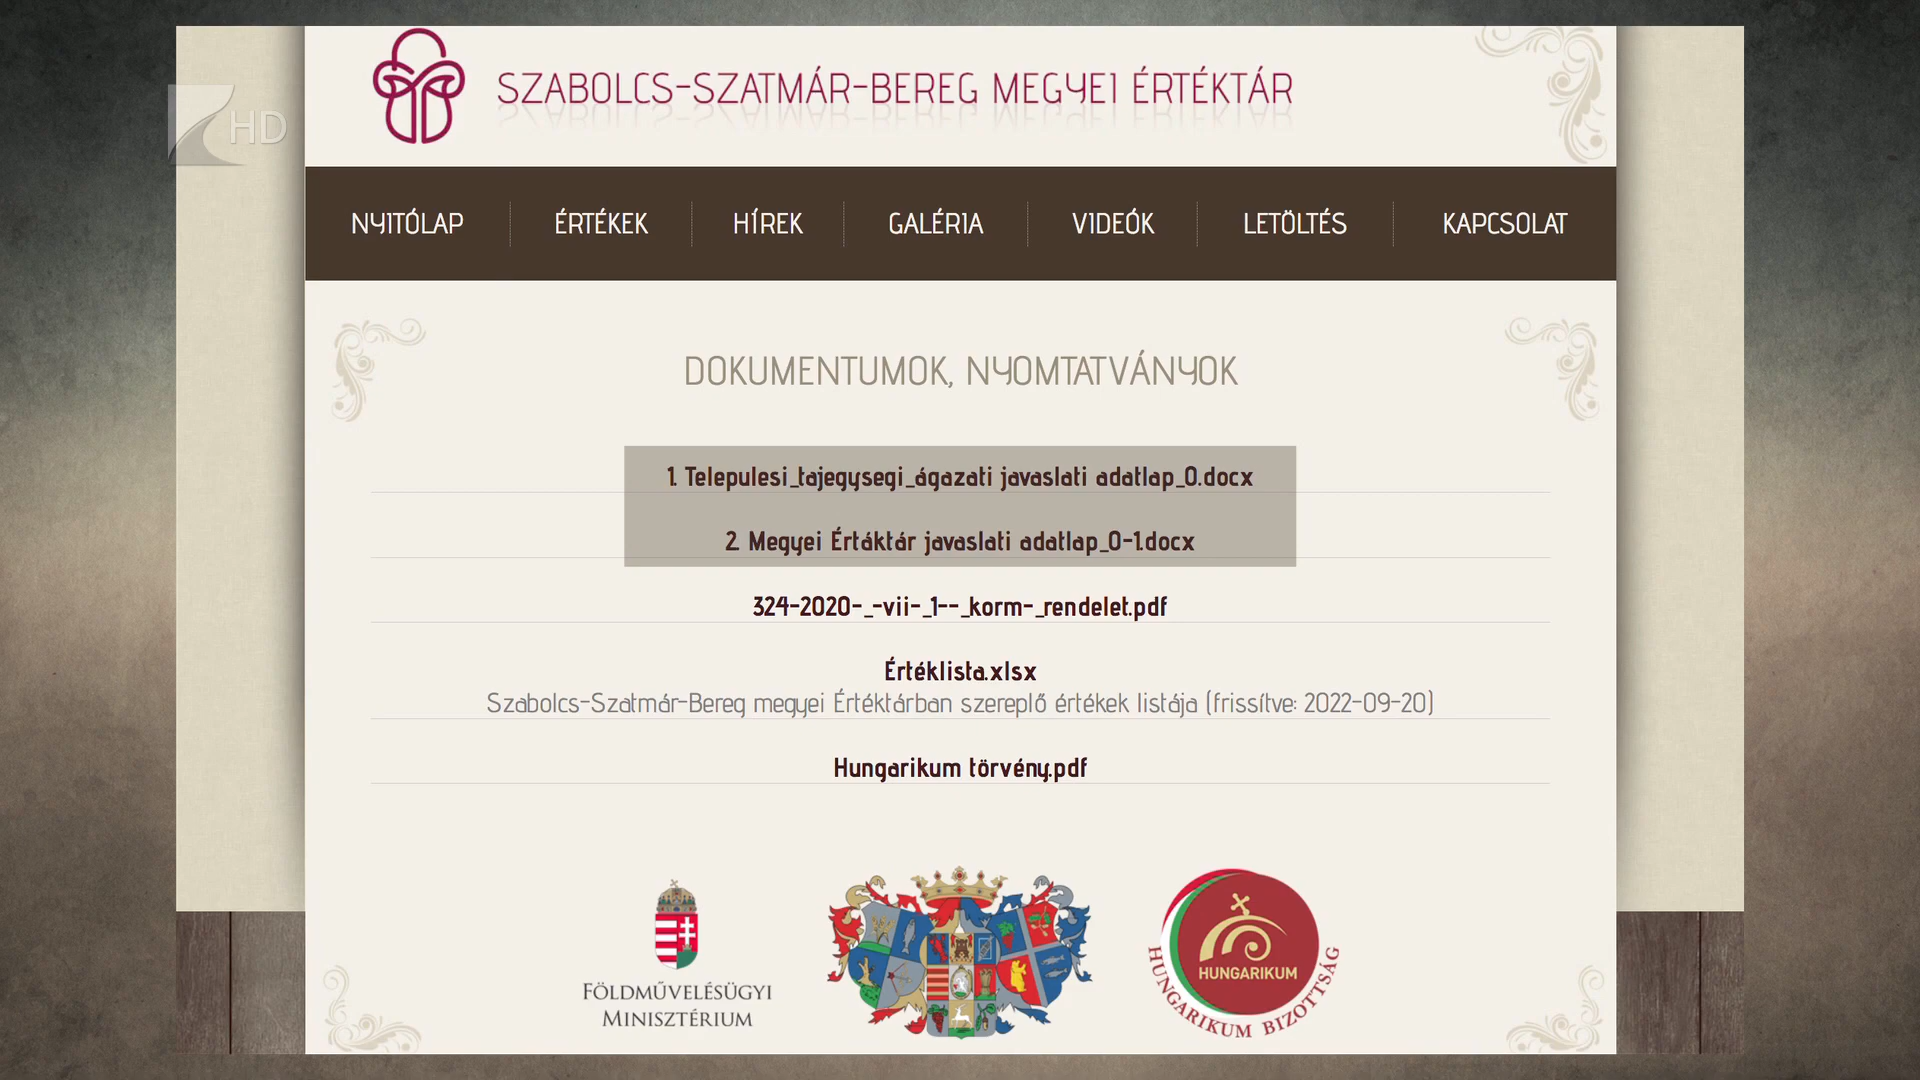 SZABOLCS-SZATMÁR-BEREG MEGYEI ÉRTÉKTÁR
HD
NYITÓLAP ÉRTÉKEK HÍREK GALÉRIA VIDEÓK LETÖLTÉS KAPCSOLAT
DOKUMENTUMOK, NYOMTATVÁNYOK
1. Telepulesi_tajegysegi_ágazati javaslati adatlap_0.docx
2. Megyei Értáktár javaslati adatlap_0-1.docx
324-2020-_-vii-_1--_korm-_rendelet.pdf
Értéklista.xlsx
Szabolcs-Szatmár-Bereg megyei Értéktárban szereplő értékek listája (frissítve: 2022-09-20)
Hungarikum törvény.pdf
FÖLDMŰVELÉSÜGYI
MINISZTÉRIUM
HUNGARIKUM
HUNGARIKUM BIZOTTSÁG